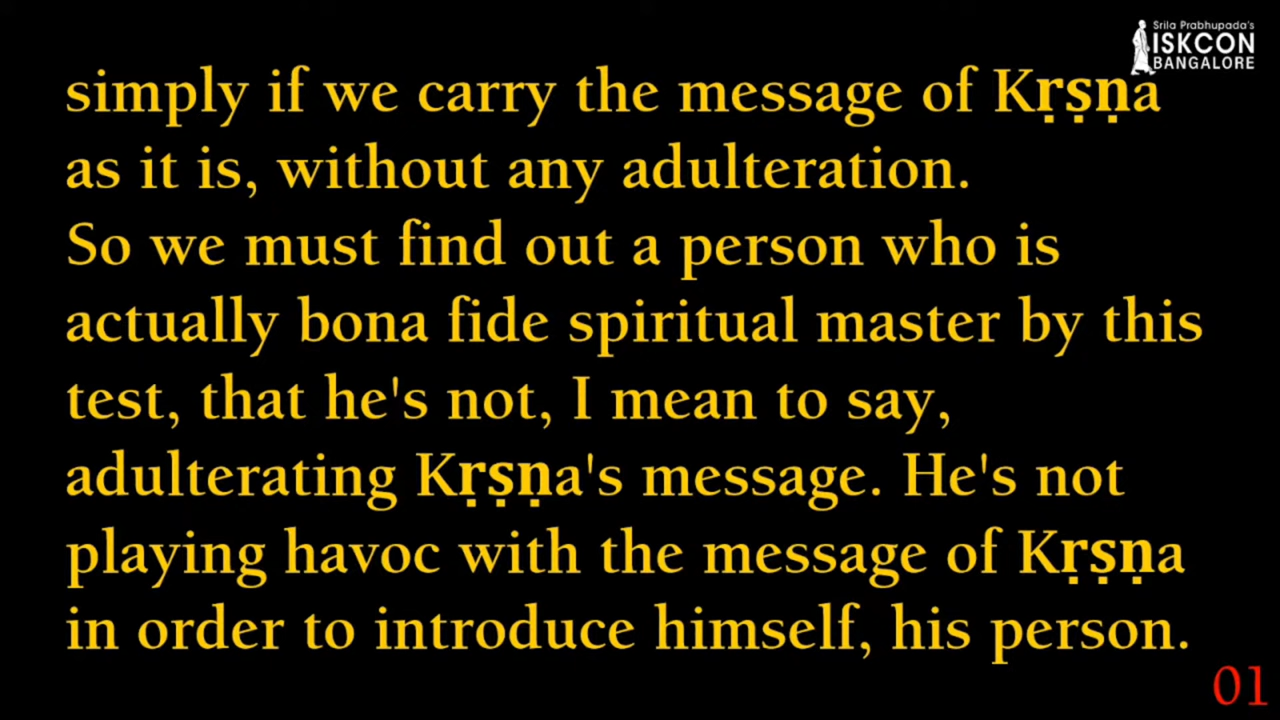 Srila Prabhupada's
ISKCON
BANGALORE
simply if we carry the message of Kṛṣṇa
as it is, without any adulteration.
So we must find out a person who is
actually bona fide spiritual master by this
test, that he's not, I mean to say,
adulterating Kṛṣṇa's message. He's not
playing havoc with the message of Kṛṣṇa
in order to introduce himself, his person.
01